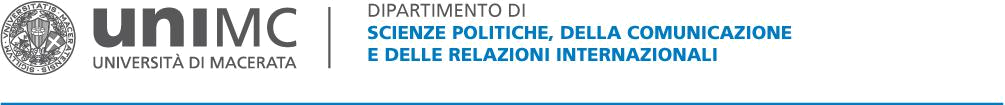 uniMC
UNIVERSITÀ DI MACERATA
DIPARTIMENTO DI
SCIENZE POLITICHE, DELLA COMUNICAZIONE
E DELLE RELAZIONI INTERNAZIONALI